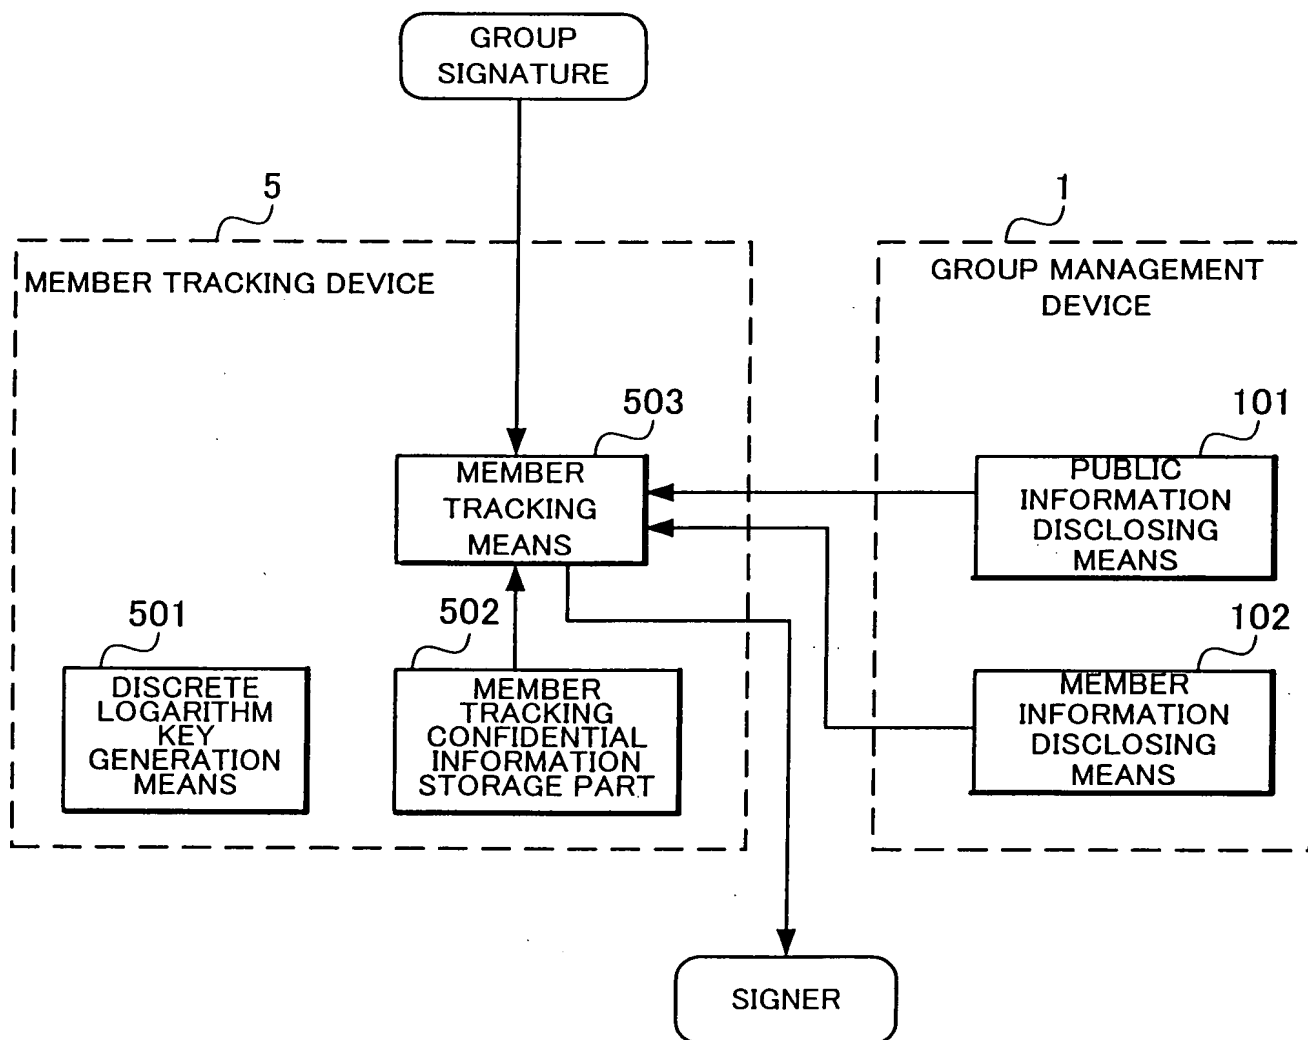 GROUP
SIGNATURE
5
1
MEMBER TRACKING DEVICE
GROUP MANAGEMENT
DEVICE
503
MEMBER
TRACKING
MEANS
101
PUBLIC
INFORMATION
DISCLOSING
MEANS
501
DISCRETE
LOGARITHM
KEY
GENERATION
MEANS
502
MEMBER
TRACKING
CONFIDENTIAL
INFORMATION
STORAGE PART
102
MEMBER
INFORMATION
DISCLOSING
MEANS
SIGNER